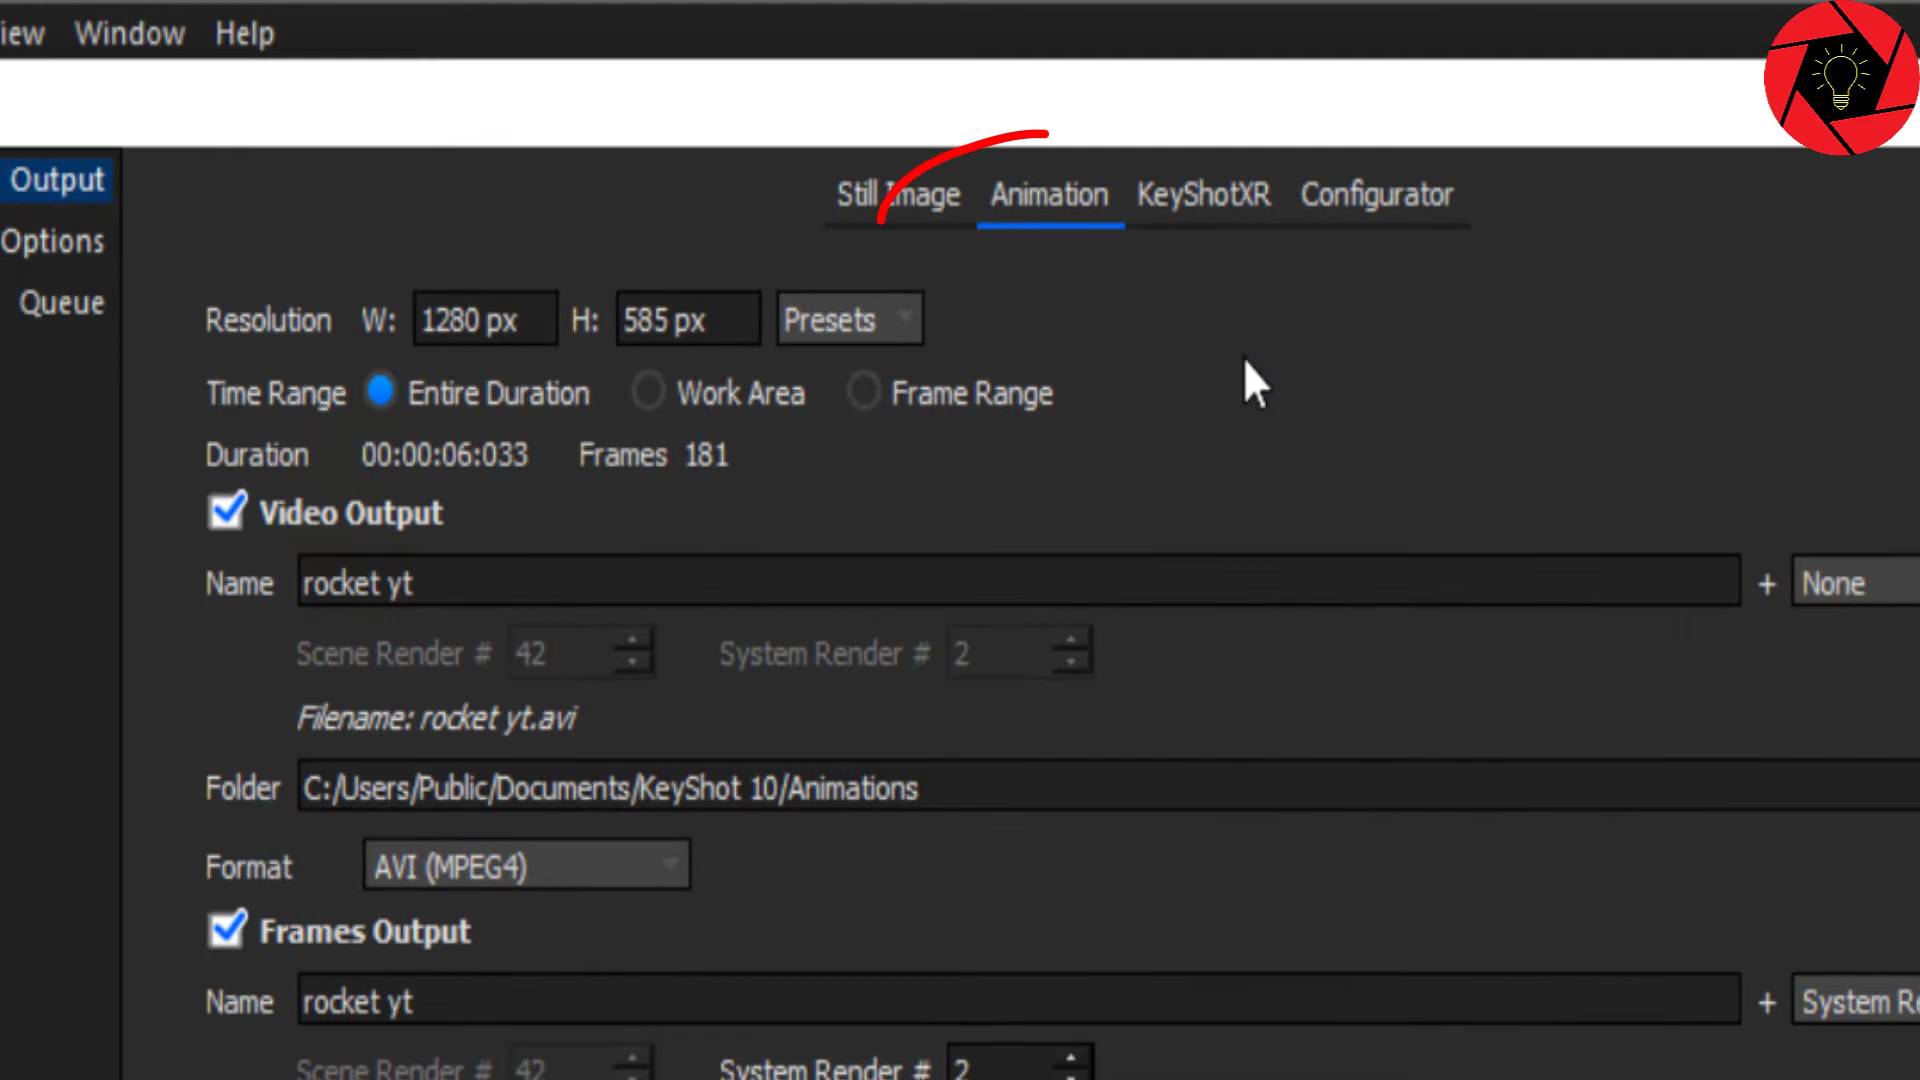 iew Window Help
Output
Options
Queue
Still Image Animation KeyShotXR Configurator
Resolution W: 1280 px H: 585 px Presets
Time Range Entire Duration Work Area Frame Range
Duration 00:00:06:033 Frames 181
Video Output
Name rocket yt + None
Scene Render # 42 System Render # 2
Filename: rocket yt.avi
Folder C:/Users/Public/Documents/KeyShot 10/Animations
Format AVI (MPEG4)
Frames Output
Name rocket yt + System Re
Scene Render # 42 System Render # 2